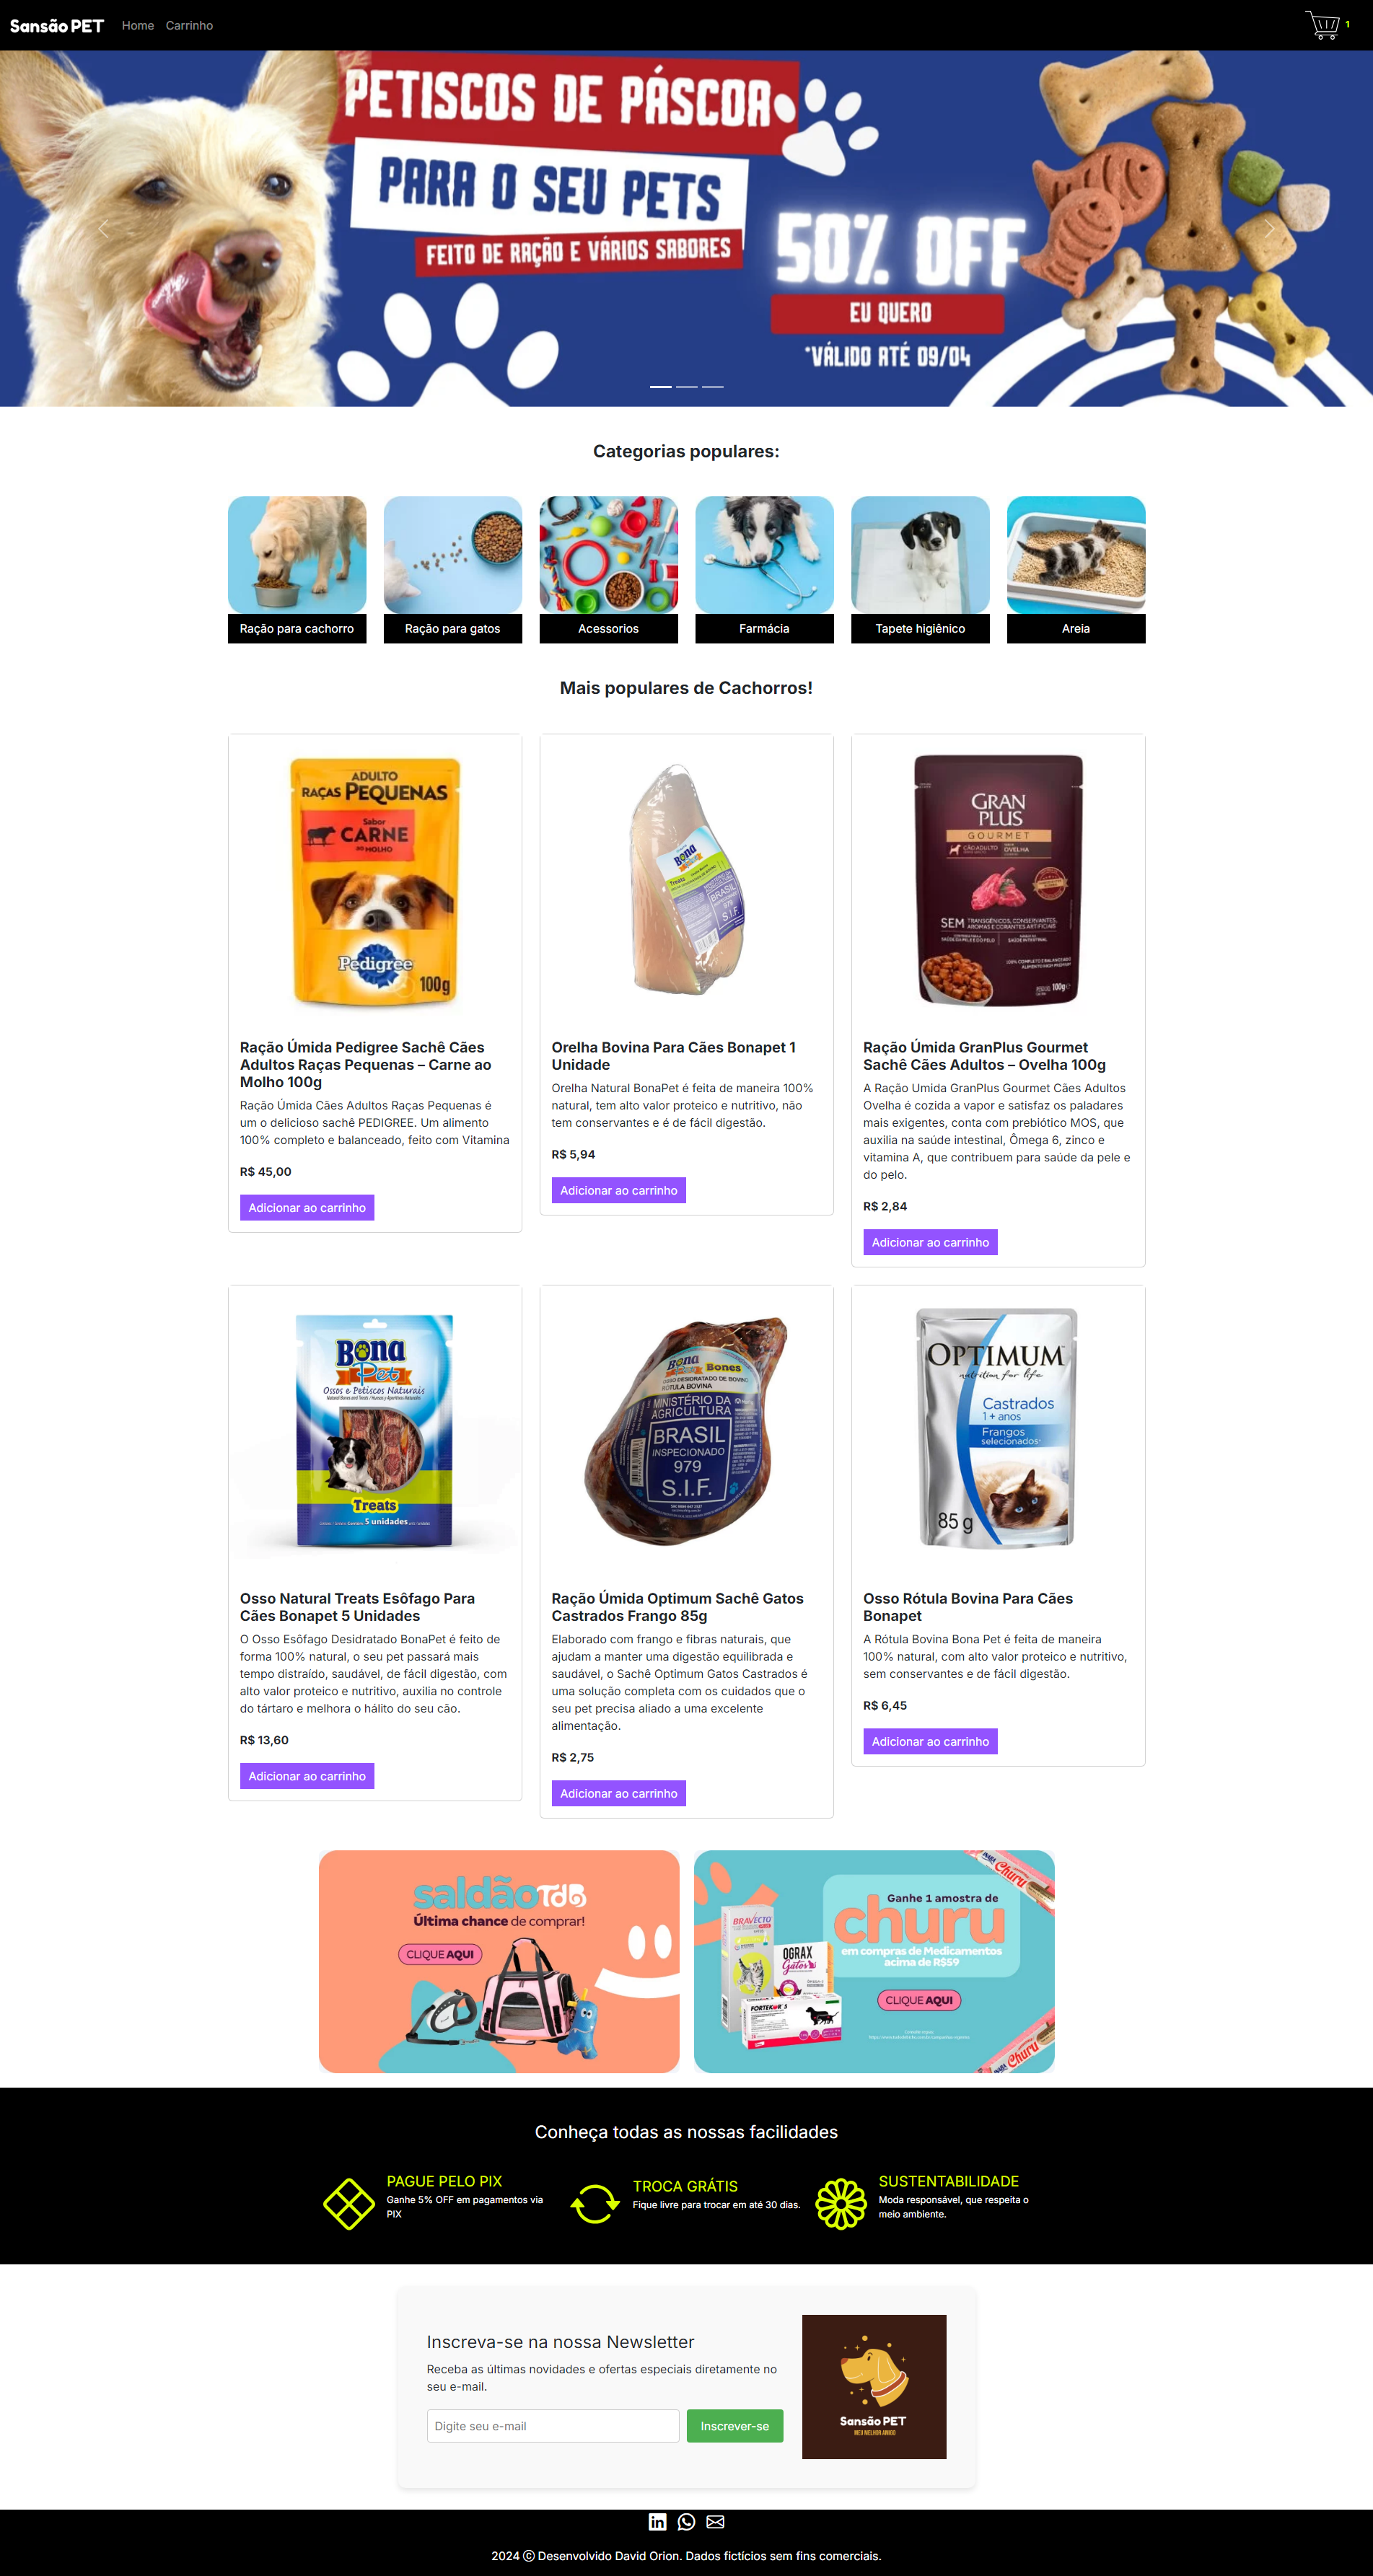 Sansão PET Home Carrinho 1
PETISCOS DE PÁSCOA
PARA O SEU PETS
FEITO DE RAÇÃO E VÁRIOS SABORES
50% OFF
EU QUERO
*VÁLIDO ATÉ 09/04
Categorias populares:
Ração para cachorro
Ração para gatos
Acessorios
Farmácia
Tapete higiênico
Areia
Mais populares de Cachorros!
ADULTO
RAÇAS PEQUENAS
Sabor
CARNE
AO MOLHO
Pedigree
100g
Bona
Treats
BRASIL
979
S.I.F.
GRAN
PLUS
GOURMET
CÃO ADULTO
OVELHA
SEM TRANSGÊNICOS, CONSERVANTES,
AROMAS E CORANTES ARTIFICIAIS
100g
Ração Úmida Pedigree Sachê Cães
Adultos Raças Pequenas – Carne ao
Molho 100g
Ração Úmida Cães Adultos Raças Pequenas é
um o delicioso sachê PEDIGREE. Um alimento
100% completo e balanceado, feito com Vitamina
R$ 45,00
Adicionar ao carrinho
Orelha Bovina Para Cães Bonapet 1
Unidade
Orelha Natural BonaPet é feita de maneira 100%
natural, tem alto valor proteico e nutritivo, não
tem conservantes e é de fácil digestão.
R$ 5,94
Adicionar ao carrinho
Ração Úmida GranPlus Gourmet
Sachê Cães Adultos – Ovelha 100g
A Ração Umida GranPlus Gourmet Cães Adultos
Ovelha é cozida a vapor e satisfaz os paladares
mais exigentes, conta com prebiótico MOS, que
auxilia na saúde intestinal, Ômega 6, zinco e
vitamina A, que contribuem para saúde da pele e
do pelo.
R$ 2,84
Adicionar ao carrinho
Bona
Pet
Ossos e Petiscos Naturais
Treats
5 unidades
Bona
Bones
RÓTULA BOVINA
MINISTÉRIO DA
AGRICULTURA
BRASIL
INSPECIONADO
979
S.I.F.
OPTIMUM
nutrition for life
Castrados
1+ anos
Frangos
selecionados*
85 g
Osso Natural Treats Esôfago Para
Cães Bonapet 5 Unidades
O Osso Esôfago Desidratado BonaPet é feito de
forma 100% natural, o seu pet passará mais
tempo distraído, saudável, de fácil digestão, com
alto valor proteico e nutritivo, auxilia no controle
do tártaro e melhora o hálito do seu cão.
R$ 13,60
Adicionar ao carrinho
Ração Úmida Optimum Sachê Gatos
Castrados Frango 85g
Elaborado com frango e fibras naturais, que
ajudam a manter uma digestão equilibrada e
saudável, o Sachê Optimum Gatos Castrados é
uma solução completa com os cuidados que o
seu pet precisa aliado a uma excelente
alimentação.
R$ 2,75
Adicionar ao carrinho
Osso Rótula Bovina Para Cães
Bonapet
A Rótula Bovina Bona Pet é feita de maneira
100% natural, com alto valor proteico e nutritivo,
sem conservantes e de fácil digestão.
R$ 6,45
Adicionar ao carrinho
saldão TDB
Última chance de comprar!
CLIQUE AQUI
Churu
Ganhe 1 amostra de
churu
em compras de Medicamentos
acima de R$59
BRAVECTO
OGRAX
Gatos
FORTEKOR 5
CLIQUE AQUI
Churu
Conheça todas as nossas facilidades
PAGUE PELO PIX
Ganhe 5% OFF em pagamentos via
PIX
TROCA GRÁTIS
Fique livre para trocar em até 30 dias.
SUSTENTABILIDADE
Moda responsável, que respeita o
meio ambiente.
Inscreva-se na nossa Newsletter
Receba as últimas novidades e ofertas especiais diretamente no
seu e-mail.
Digite seu e-mail
Inscrever-se
Sansão PET
MEU MELHOR AMIGO
in
2024 © Desenvolvido David Orion. Dados fictícios sem fins comerciais.